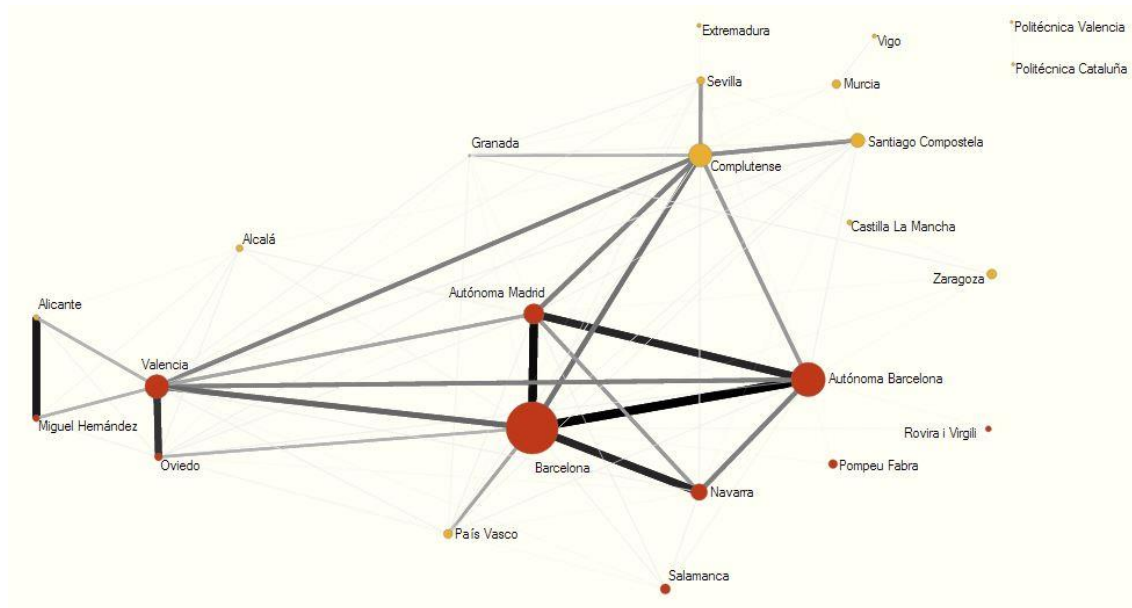 Politécnica Valencia
Extremadura
Vigo
Politécnica Cataluña
Sevilla
Murcia
Granada
Santiago Compostela
Complutense
Castilla La Mancha
Alcalá
Zaragoza
Autónoma Madrid
Alicante
Valencia
Autónoma Barcelona
Miguel Hernández
Rovira i Virgili
Oviedo
Barcelona
Pompeu Fabra
Navarra
País Vasco
Salamanca